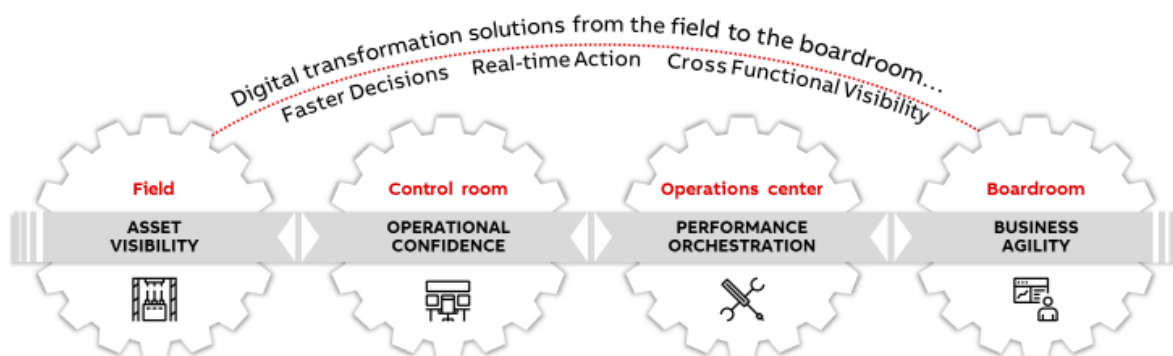 Digital transformation solutions from the field to the boardroom...
Faster Decisions Real-time Action Cross Functional Visibility
Field
ASSET
VISIBILITY
Control room
OPERATIONAL
CONFIDENCE
Operations center
PERFORMANCE
ORCHESTRATION
Boardroom
BUSINESS
AGILITY